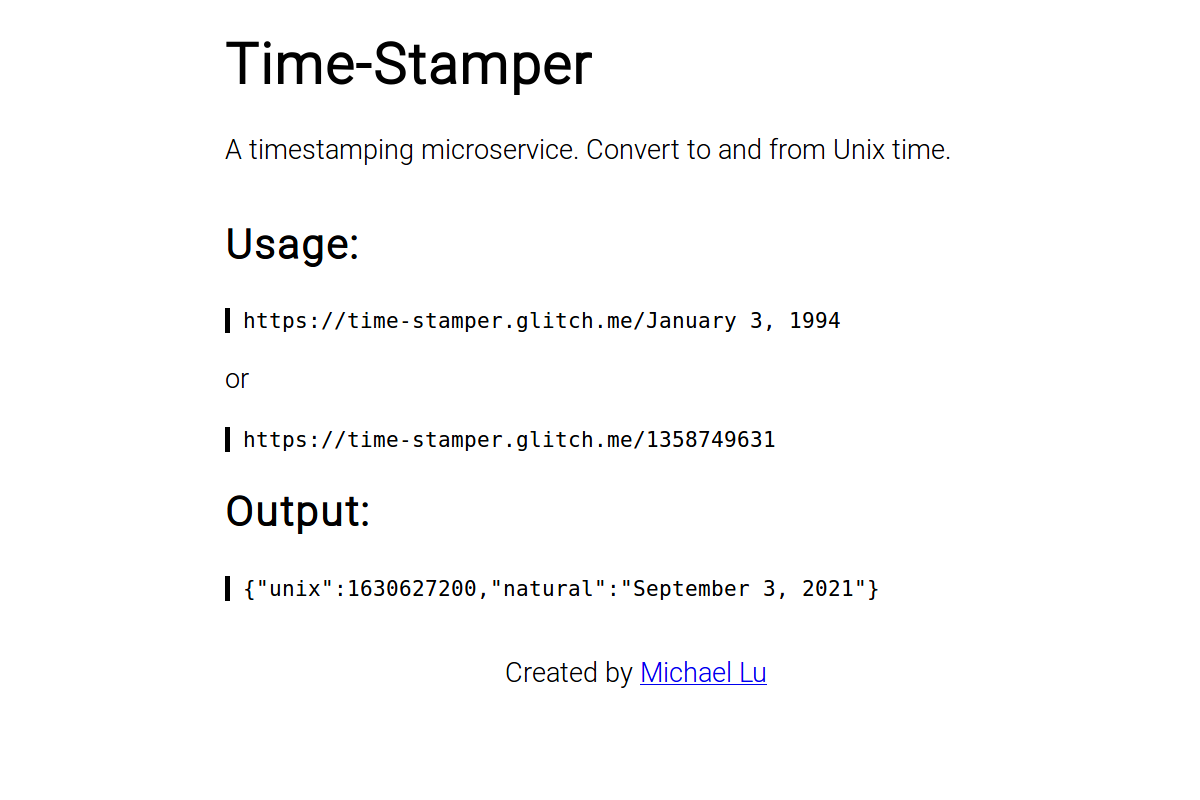 Time-Stamper
A timestamping microservice. Convert to and from Unix time.
Usage:
https://time-stamper.glitch.me/January 3, 1994
or
https://time-stamper.glitch.me/1358749631
Output:
{"unix":1630627200,"natural":"September 3, 2021"}
Created by Michael Lu